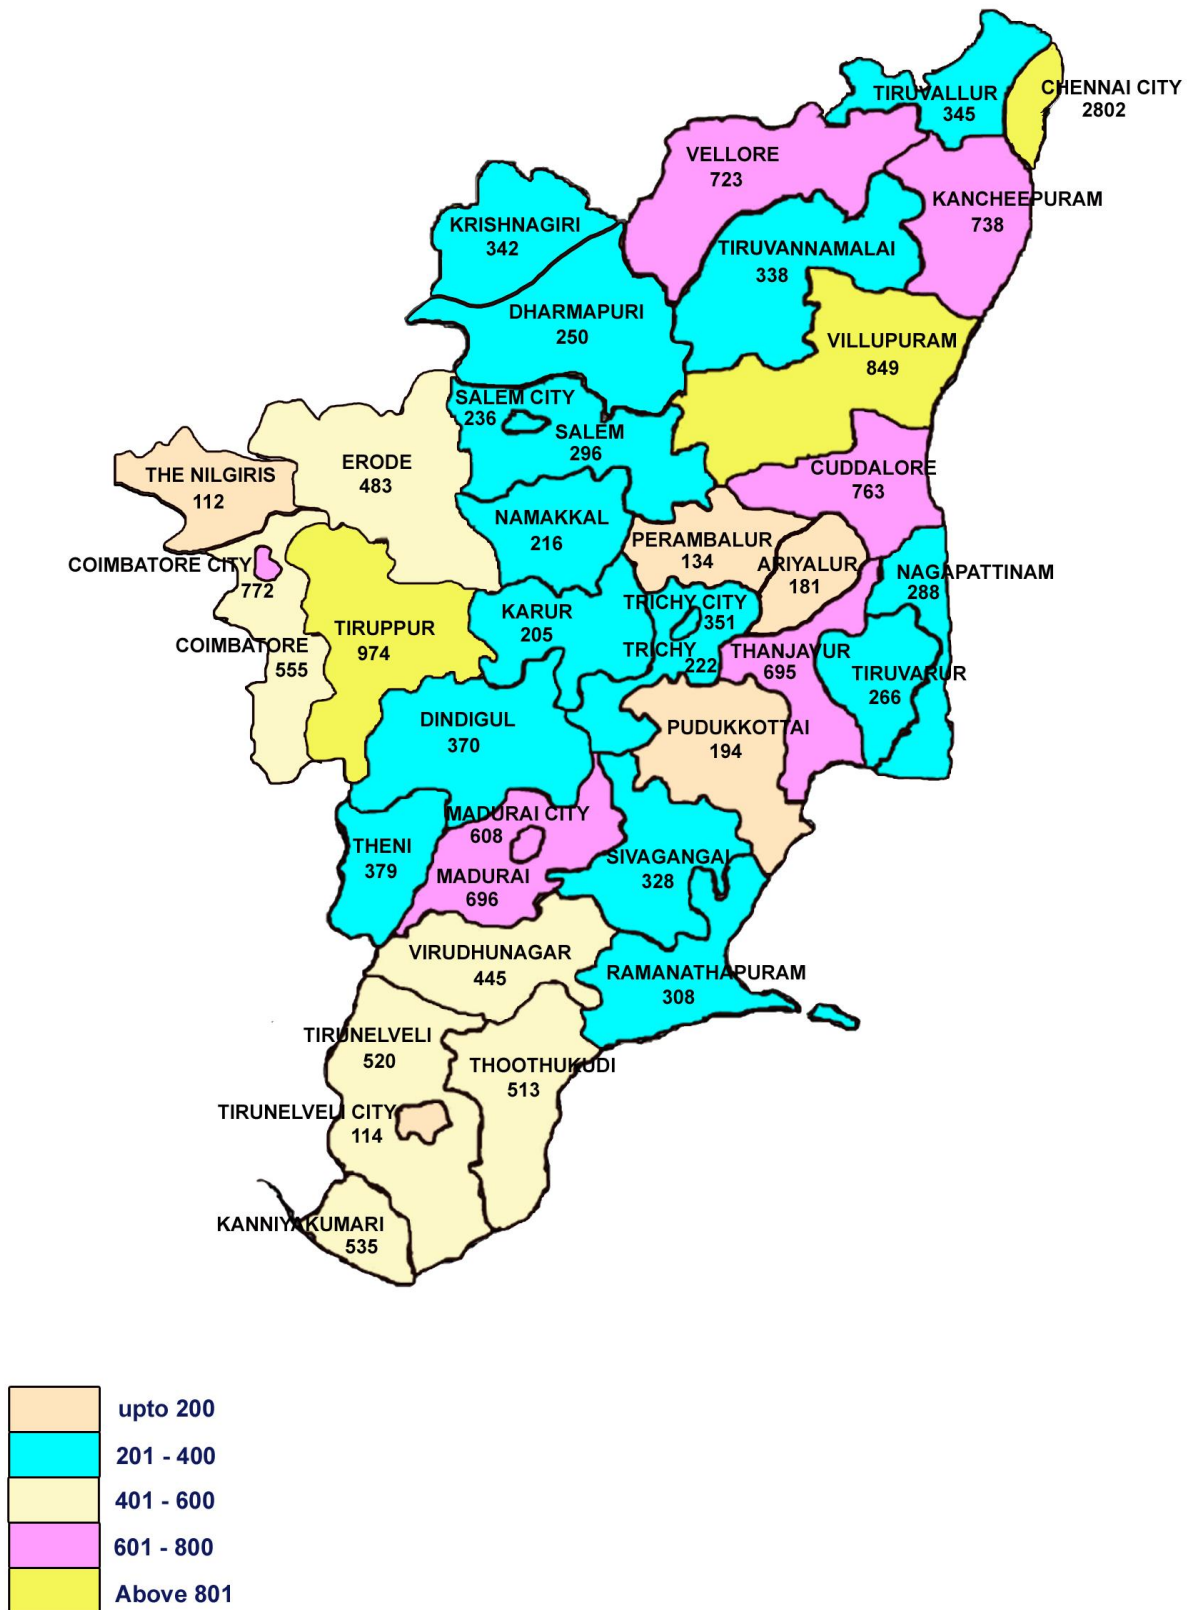 CHENNAI CITY
2802
TIRUVALLUR
345
VELLORE
723
KANCHEEPURAM
738
KRISHNAGIRI
342
TIRUVANNAMALAI
338
DHARMAPURI
250
VILLUPURAM
849
SALEM CITY
236
SALEM
296
ERODE
483
THE NILGIRIS
112
CUDDALORE
763
NAMAKKAL
216
PERAMBALUR
134
ARIYALUR
181
COIMBATORE CITY
772
NAGAPATTINAM
288
TRICHY CITY
351
KARUR
205
TIRUPPUR
974
COIMBATORE
555
TRICHY
222
THANJAVUR
695
TIRUVARUR
266
DINDIGUL
370
PUDUKKOTTAI
194
MADURAI CITY
608
THENI
379
SIVAGANGAI
328
MADURAI
696
VIRUDHUNAGAR
445
RAMANATHAPURAM
308
TIRUNELVELI
520
THOOTHUKUDI
513
TIRUNELVELI CITY
114
KANNIYAKUMARI
535
upto 200
201 - 400
401 - 600
601 - 800
Above 801